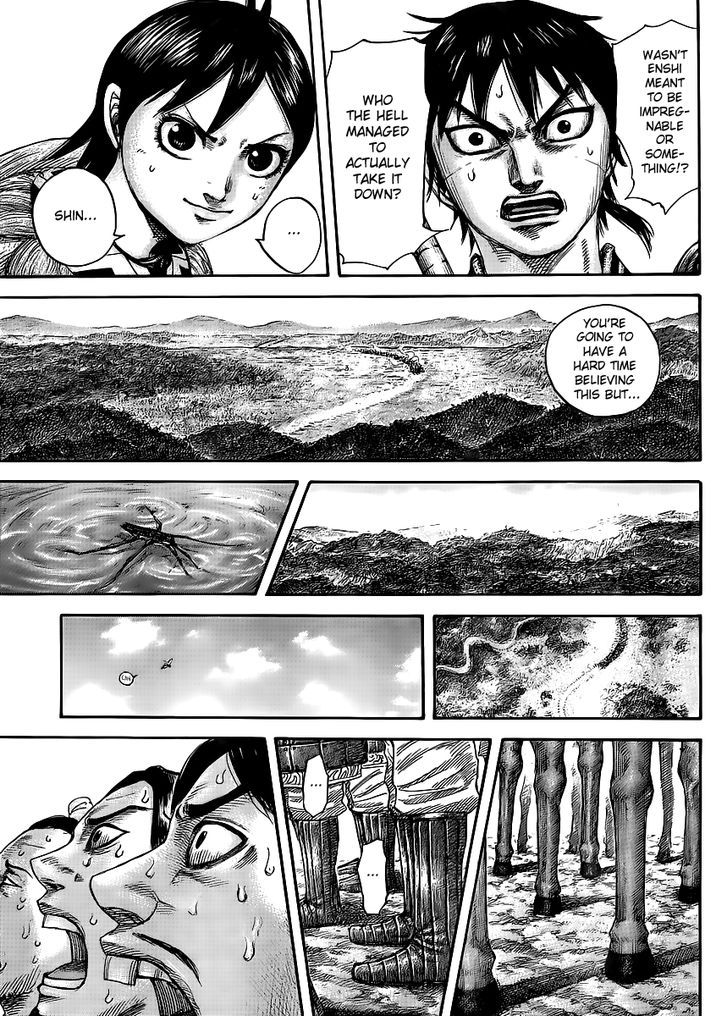 WASN'T
ENSHI
MEANT
TO BE
IMPREG-
NABLE
OR
SOME-
THING!?
WHO
THE HELL
MANAGED
TO
ACTUALLY
TAKE IT
DOWN?
...
SHIN...
YOU'RE
GOING TO
HAVE A
HARD TIME
BELIEVING
THIS BUT...
...
...